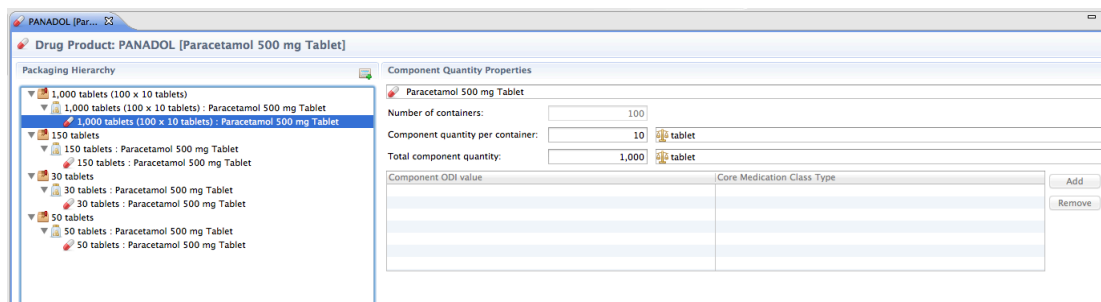 PANADOL [Par...
Drug Product: PANADOL [Paracetamol 500 mg Tablet]
Packaging Hierarchy
1,000 tablets (100 x 10 tablets)
1,000 tablets (100 x 10 tablets) : Paracetamol 500 mg Tablet
1,000 tablets (100 x 10 tablets) : Paracetamol 500 mg Tablet
150 tablets
150 tablets : Paracetamol 500 mg Tablet
150 tablets : Paracetamol 500 mg Tablet
30 tablets
30 tablets : Paracetamol 500 mg Tablet
30 tablets : Paracetamol 500 mg Tablet
50 tablets
50 tablets : Paracetamol 500 mg Tablet
50 tablets : Paracetamol 500 mg Tablet
Component Quantity Properties
Paracetamol 500 mg Tablet
Number of containers: 100
Component quantity per container: 10 tablet
Total component quantity: 1,000 tablet
Component ODI value Core Medication Class Type
Add
Remove